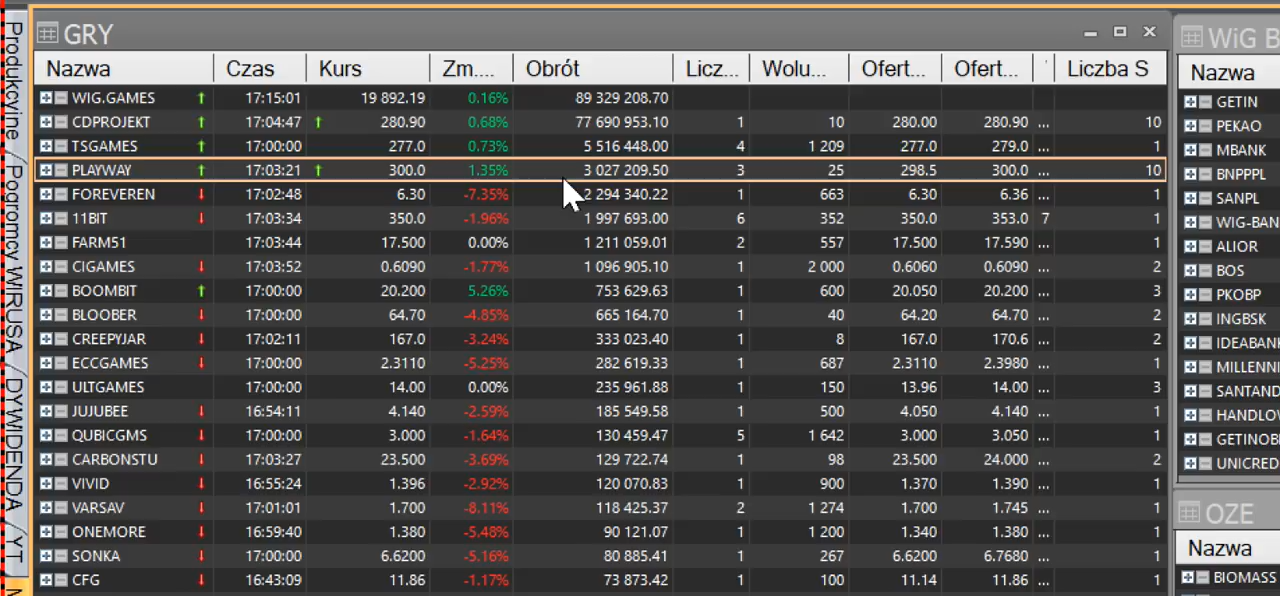 GRY
Nazwa Czas Kurs Zm.... Obrót Licz... Wolu... Ofert... Ofert... Liczba S
WIG.GAMES 17:15:01 19 892.19 0.16% 89 329 208.70
CDPROJEKT 17:04:47 280.90 0.68% 77 690 953.10 1 10 280.00 280.90 ... 10
TSGAMES 17:00:00 277.0 0.73% 5 516 448.00 4 1 209 277.0 279.0 ... 1
PLAYWAY 17:03:21 300.0 1.35% 3 027 209.50 3 25 298.5 300.0 ... 10
FOREVEREN 17:02:48 6.30 -7.35% 2 294 340.22 1 663 6.30 6.36 ... 1
11BIT 17:03:34 350.0 -1.96% 1 997 693.00 6 352 350.0 353.0 7 1
FARM51 17:03:44 17.500 0.00% 1 211 059.01 2 557 17.500 17.590 ... 1
CIGAMES 17:03:52 0.6090 -1.77% 1 096 905.10 1 2 000 0.6060 0.6090 ... 2
BOOMBIT 17:00:00 20.200 5.26% 753 629.63 1 600 20.050 20.200 ... 3
BLOOBER 17:00:00 64.70 -4.85% 665 164.70 1 40 64.20 64.70 ... 2
CREEPYJAR 17:02:11 167.0 -3.24% 333 023.40 1 8 167.0 170.6 ... 2
ECCGAMES 17:00:00 2.3110 -5.25% 282 619.33 1 687 2.3110 2.3980 ... 1
ULTGAMES 17:00:00 14.00 0.00% 235 961.88 1 150 13.96 14.00 ... 3
JUJUBEE 16:54:11 4.140 -2.59% 185 549.58 1 500 4.050 4.140 ... 1
QUBICGMS 17:00:00 3.000 -1.64% 130 459.47 5 1 642 3.000 3.050 ... 1
CARBONSTU 17:03:27 23.500 -3.69% 129 722.74 1 98 23.500 24.000 ... 2
VIVID 16:55:24 1.396 -2.92% 120 070.83 1 900 1.370 1.390 ... 1
VARSAV 17:01:01 1.700 -8.11% 118 425.37 2 1 274 1.700 1.745 ... 1
ONEMORE 16:59:40 1.380 -5.48% 90 121.07 1 1 200 1.340 1.380 ... 1
SONKA 17:00:00 6.6200 -5.16% 80 885.41 1 267 6.6200 6.7680 ... 1
CFG 16:43:09 11.86 -1.17% 73 873.42 1 100 11.14 11.86 ... 1
Produkcyjne
Pogromcy WIRUSA
DYWIDENDA
YT
WiG B
Nazwa
GETIN
PEKAO
MBANK
BNPPPL
SANPL
WIG-BAN
ALIOR
BOS
PKOBP
INGBSK
IDEABANK
MILLENNI
SANTAND
HANDLOW
GETINOBL
UNICRED
OZE
Nazwa
BIOMASS